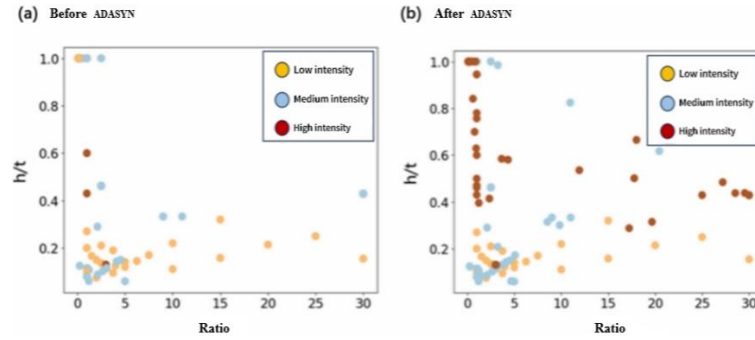 (a) Before ADASYN
1.0
0.8
0.6
0.4
0.2
h/t
Low intensity
Medium intensity
High intensity
0 5 10 15 20 25 30
Ratio
(b) After ADASYN
1.0
0.8
0.6
0.4
0.2
h/t
Low intensity
Medium intensity
High intensity
0 5 10 15 20 25 30
Ratio